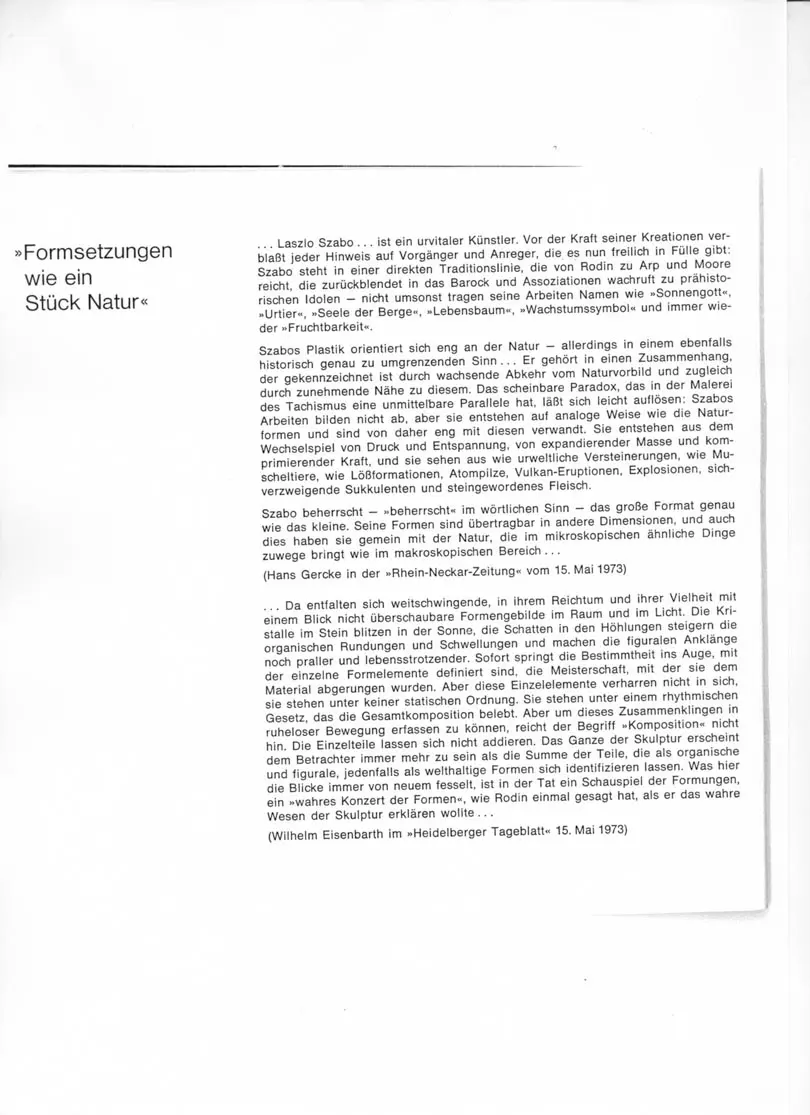 »Formsetzungen
wie ein
Stück Natur«
... Laszlo Szabo ... ist ein urvitaler Künstler. Vor der Kraft seiner Kreationen ver-
blaßt jeder Hinweis auf Vorgänger und Anreger, die es nun freilich in Fülle gibt:
Szabo steht in einer direkten Traditionslinie, die von Rodin zu Arp und Moore
reicht, die zurückblendet in das Barock und Assoziationen wachruft zu prähisto-
rischen Idolen — nicht umsonst tragen seine Arbeiten Namen wie »Sonnengott«,
»Urtier«, »Seele der Berge«, »Lebensbaum«, »Wachstumssymbol« und immer wie-
der »Fruchtbarkeit«.
Szabos Plastik orientiert sich eng an der Natur — allerdings in einem ebenfalls
historisch genau zu umgrenzenden Sinn ... Er gehört in einen Zusammenhang,
der gekennzeichnet ist durch wachsende Abkehr vom Naturvorbild und zugleich
durch zunehmende Nähe zu diesem. Das scheinbare Paradox, das in der Malerei
des Tachismus eine unmittelbare Parallele hat, läßt sich leicht auflösen: Szabos
Arbeiten bilden nicht ab, aber sie entstehen auf analoge Weise wie die Natur-
formen und sind von daher eng mit diesen verwandt. Sie entstehen aus dem
Wechselspiel von Druck und Entspannung, von expandierender Masse und kom-
primierender Kraft, und sie sehen aus wie urweltliche Versteinerungen, wie Mu-
scheltiere, wie Lößformationen, Atompilze, Vulkan-Eruptionen, Explosionen, sich-
verzweigende Sukkulenten und steingewordenes Fleisch.
Szabo beherrscht — »beherrscht« im wörtlichen Sinn — das große Format genau
wie das kleine. Seine Formen sind übertragbar in andere Dimensionen, und auch
dies haben sie gemein mit der Natur, die im mikroskopischen ähnliche Dinge
zuwege bringt wie im makroskopischen Bereich ...
(Hans Gercke in der »Rhein-Neckar-Zeitung« vom 15. Mai 1973)
... Da entfalten sich weitschwingende, in ihrem Reichtum und ihrer Vielheit mit
einem Blick nicht überschaubare Formengebilde im Raum und im Licht. Die Kri-
stalle im Stein blitzen in der Sonne, die Schatten in den Höhlungen steigern die
organischen Rundungen und Schwellungen und machen die figuralen Anklänge
noch praller und lebensstrotzender. Sofort springt die Bestimmtheit ins Auge, mit
der einzelne Formelemente definiert sind, die Meisterschaft, mit der sie dem
Material abgerungen wurden. Aber diese Einzelelemente verharren nicht in sich,
sie stehen unter keiner statischen Ordnung. Sie stehen unter einem rhythmischen
Gesetz, das die Gesamtkomposition belebt. Aber um dieses Zusammenklingen in
ruheloser Bewegung erfassen zu können, reicht der Begriff »Komposition« nicht
hin. Die Einzelteile lassen sich nicht addieren. Das Ganze der Skulptur erscheint
dem Betrachter immer mehr zu sein als die Summe der Teile, die als organische
und figurale, jedenfalls als welthaltige Formen sich identifizieren lassen. Was hier
die Blicke immer von neuem fesselt, ist in der Tat ein Schauspiel der Formungen,
ein »wahres Konzert der Formen«, wie Rodin einmal gesagt hat, als er das wahre
Wesen der Skulptur erklären wollte ...
(Wilhelm Eisenbarth im »Heidelberger Tageblatt« 15. Mai 1973)